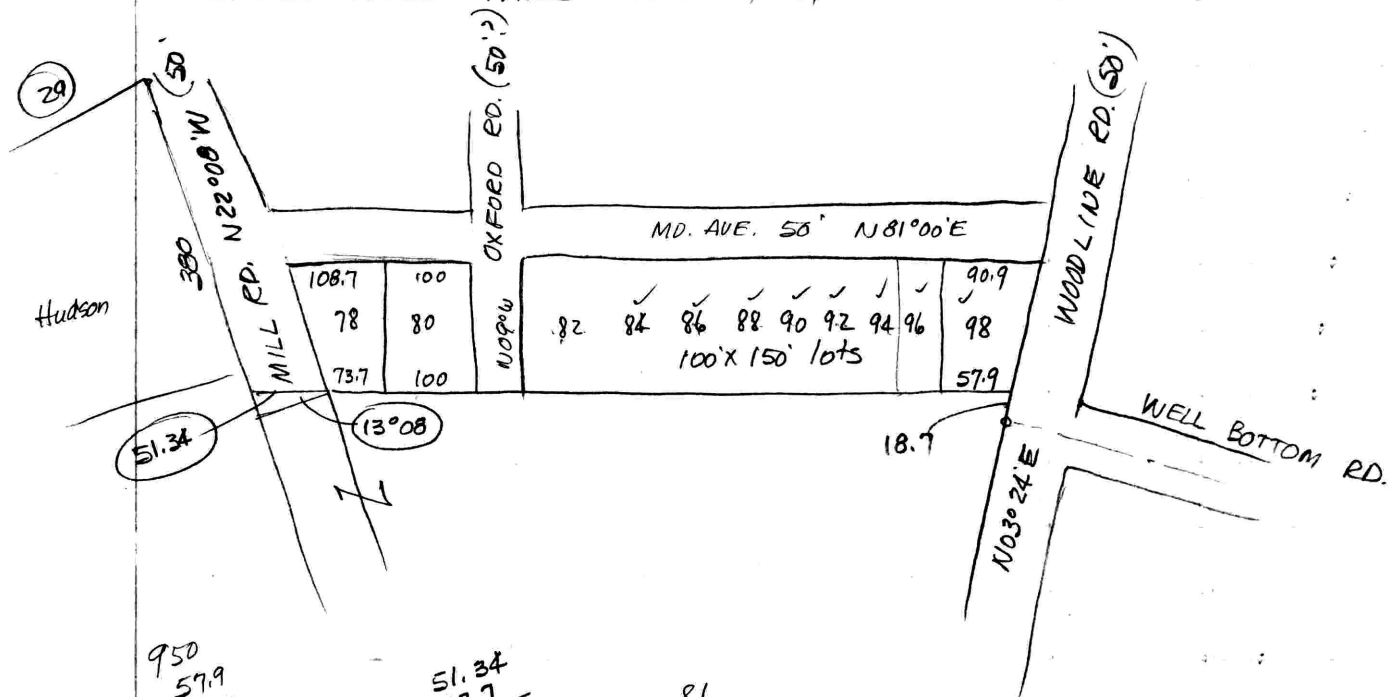 29
(50'
(50'?)
(50')
N22°08'W
MILL RD.
380
OXFORD RD.
N09°W
MD. AVE. 50' N81°00'E
WOODLINE RD.
N03°24'E
Hudson
108.7 100 90.9
78 80 82 84 86 88 90 92 94 96 98
100'X 150' lots
73.7 100 57.9
51.34
13°08
18.7
WELL BOTTOM RD.
950
57.9
51.34